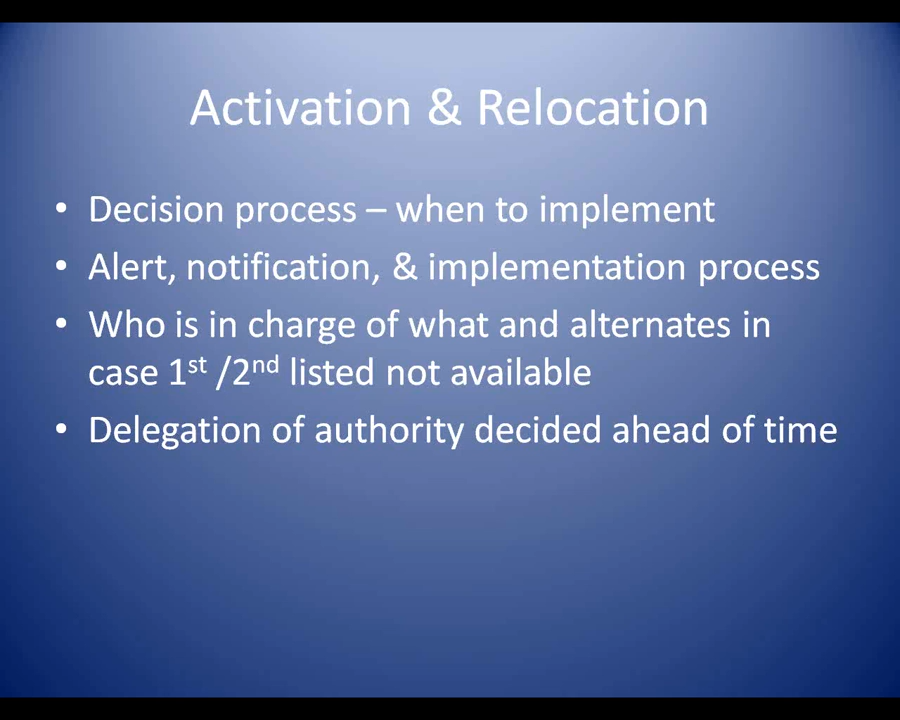 Activation & Relocation
• Decision process – when to implement
• Alert, notification, & implementation process
• Who is in charge of what and alternates in
case 1st /2nd listed not available
• Delegation of authority decided ahead of time